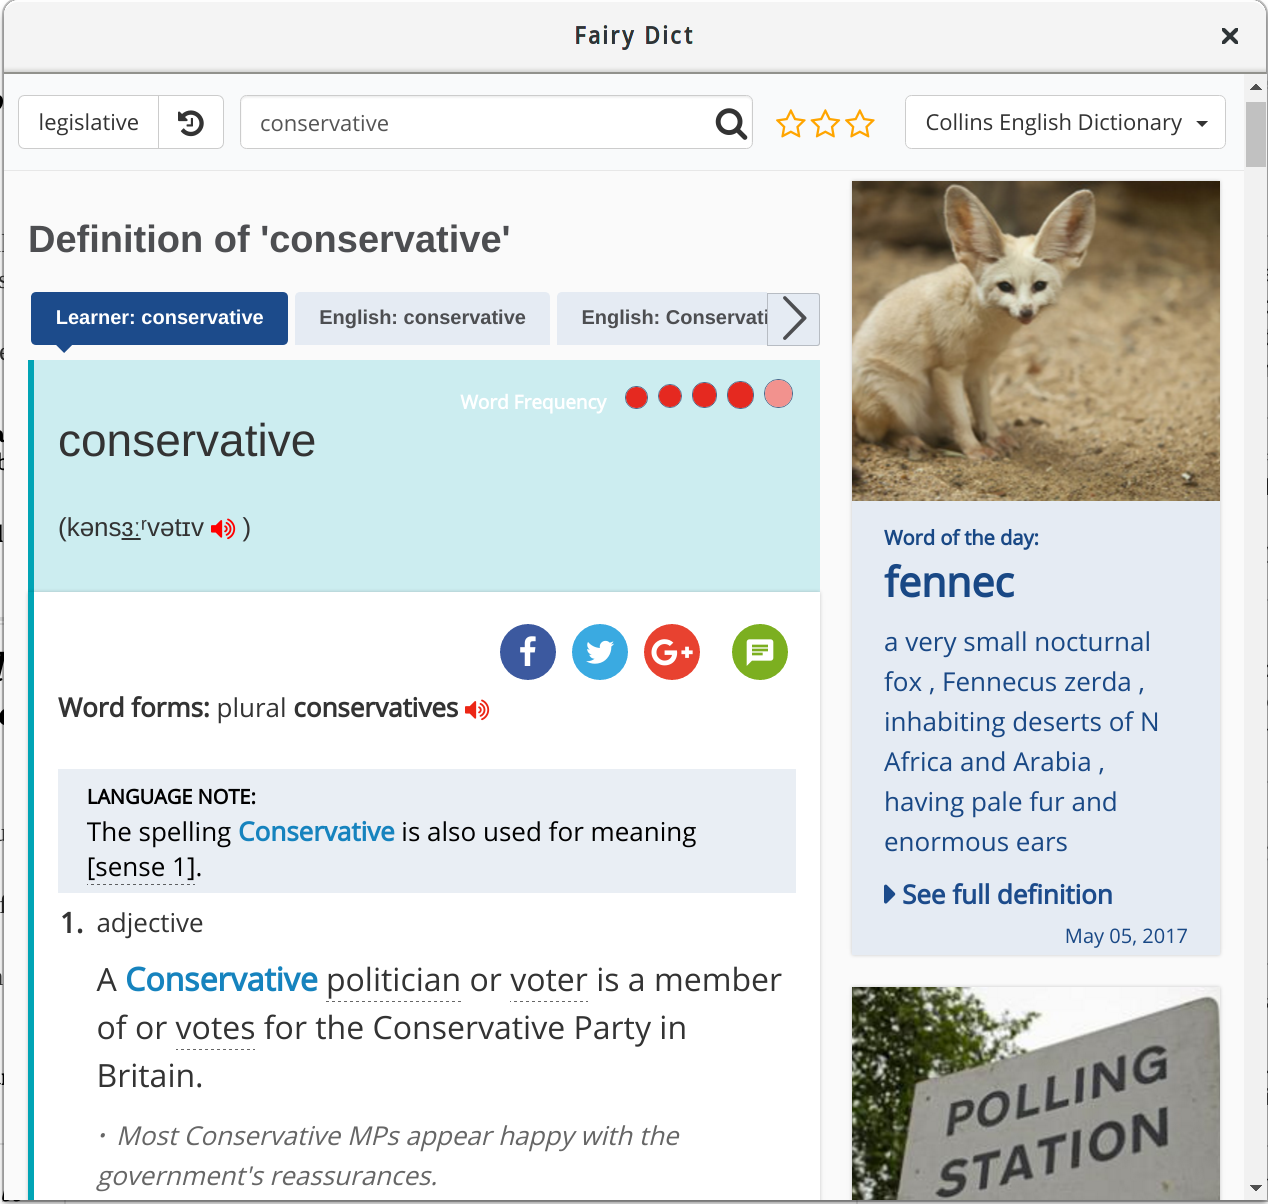 Fairy Dict
legislative
conservative
Collins English Dictionary
Definition of 'conservative'
Learner: conservative
English: conservative
English: Conservati
Word Frequency
conservative
(kənsɜːʳvətɪv )
Word forms: plural conservatives
LANGUAGE NOTE:
The spelling Conservative is also used for meaning
[sense 1].
1. adjective
A Conservative politician or voter is a member
of or votes for the Conservative Party in
Britain.
· Most Conservative MPs appear happy with the
government's reassurances.
Word of the day:
fennec
a very small nocturnal
fox , Fennecus zerda ,
inhabiting deserts of N
Africa and Arabia ,
having pale fur and
enormous ears
See full definition
May 05, 2017
POLLING
STATION